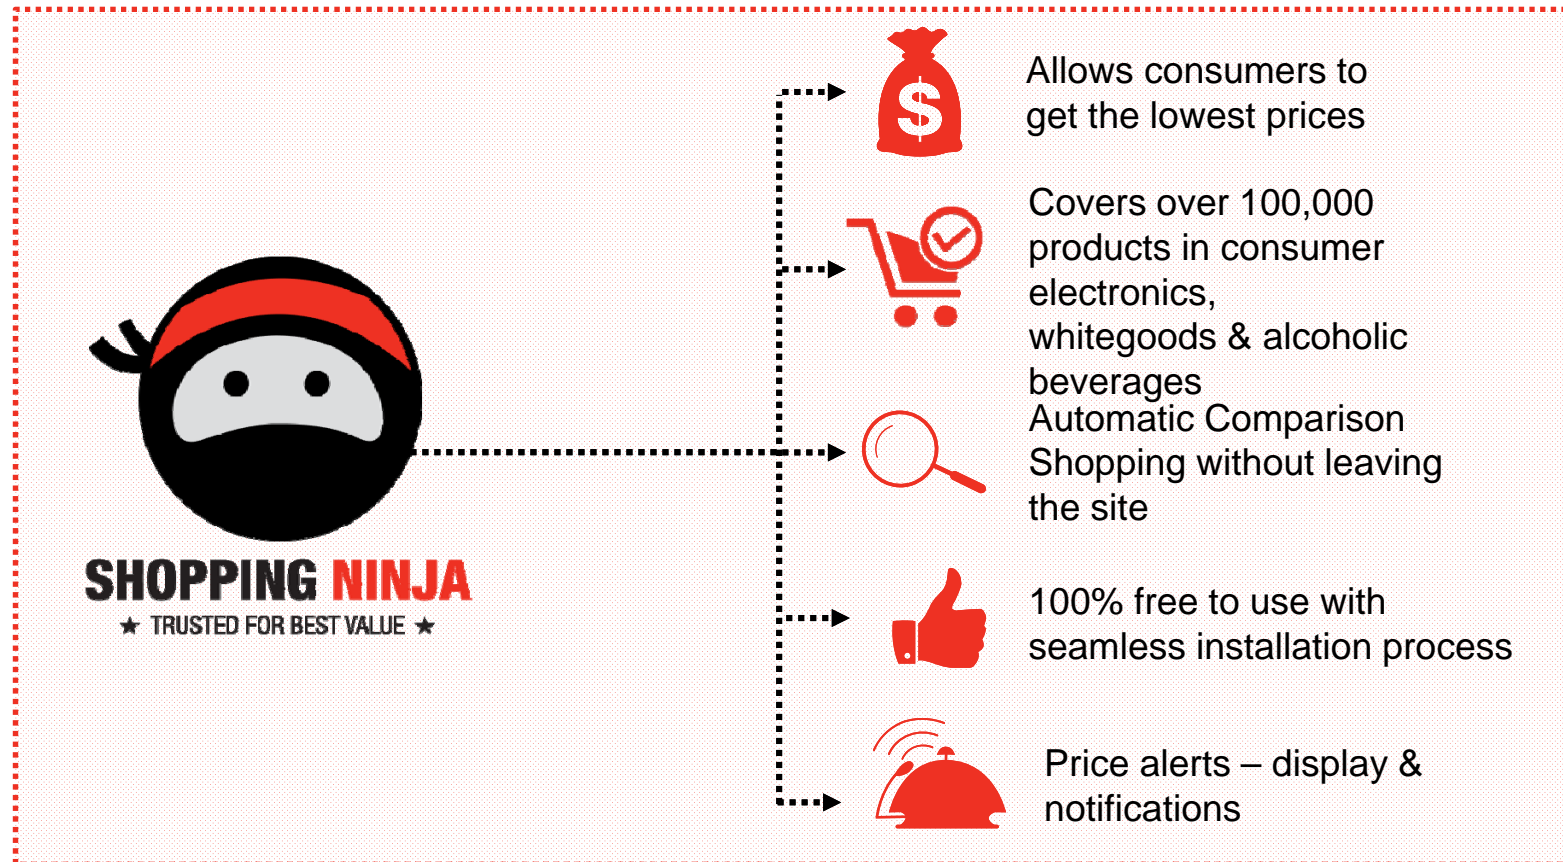 Allows consumers to
get the lowest prices
Covers over 100,000
products in consumer
electronics,
whitegoods & alcoholic
beverages
Automatic Comparison
Shopping without leaving
the site
SHOPPING NINJA
★ TRUSTED FOR BEST VALUE ★
100% free to use with
seamless installation process
Price alerts – display &
notifications